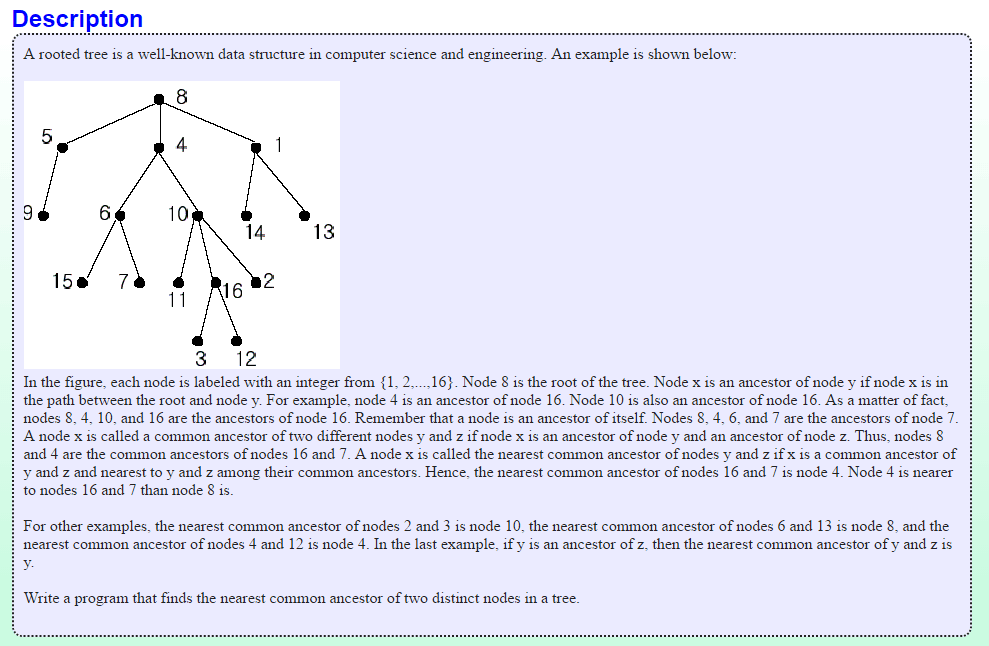 Description
A rooted tree is a well-known data structure in computer science and engineering. An example is shown below:
8
5
4
1
9
6
10
14
13
15
7
11
16
2
3
12
In the figure, each node is labeled with an integer from {1, 2,...,16}. Node 8 is the root of the tree. Node x is an ancestor of node y if node x is in
the path between the root and node y. For example, node 4 is an ancestor of node 16. Node 10 is also an ancestor of node 16. As a matter of fact,
nodes 8, 4, 10, and 16 are the ancestors of node 16. Remember that a node is an ancestor of itself. Nodes 8, 4, 6, and 7 are the ancestors of node 7.
A node x is called a common ancestor of two different nodes y and z if node x is an ancestor of node y and an ancestor of node z. Thus, nodes 8
and 4 are the common ancestors of nodes 16 and 7. A node x is called the nearest common ancestor of nodes y and z if x is a common ancestor of
y and z and nearest to y and z among their common ancestors. Hence, the nearest common ancestor of nodes 16 and 7 is node 4. Node 4 is nearer
to nodes 16 and 7 than node 8 is.
For other examples, the nearest common ancestor of nodes 2 and 3 is node 10, the nearest common ancestor of nodes 6 and 13 is node 8, and the
nearest common ancestor of nodes 4 and 12 is node 4. In the last example, if y is an ancestor of z, then the nearest common ancestor of y and z is
y.
Write a program that finds the nearest common ancestor of two distinct nodes in a tree.